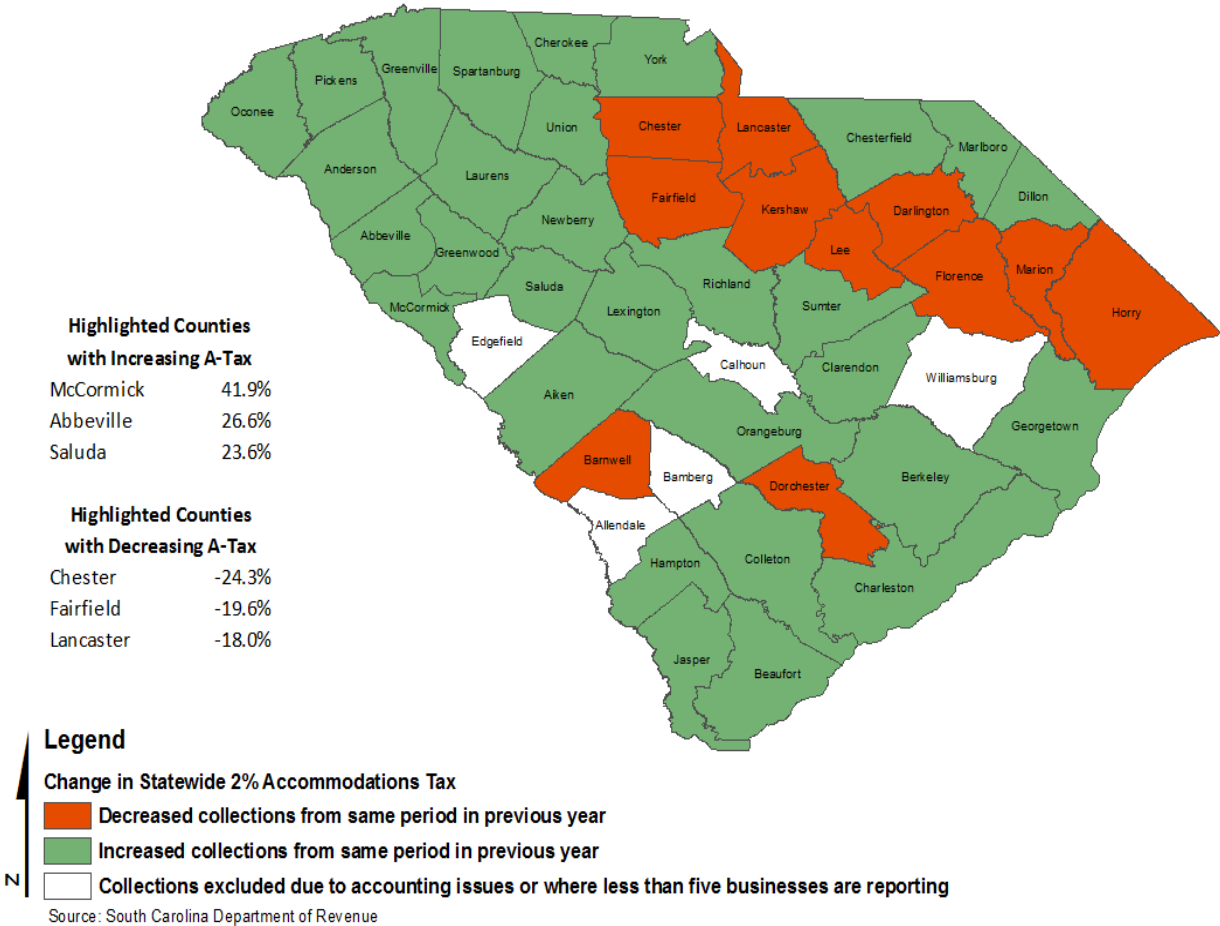 Cherokee
York
Greenville
Spartanburg
Pickens
Oconee
Union
Chester
Lancaster
Chesterfield
Marlboro
Anderson
Laurens
Fairfield
Kershaw
Darlington
Dillon
Newberry
Abbeville
Greenwood
Lee
Florence
Marion
Saluda
Richland
McCormick
Lexington
Sumter
Horry
Edgefield
Calhoun
Clarendon
Williamsburg
Aiken
Orangeburg
Georgetown
Barnwell
Bamberg
Dorchester
Berkeley
Allendale
Hampton
Colleton
Charleston
Jasper
Beaufort
Highlighted Counties
with Increasing A-Tax
McCormick 41.9%
Abbeville 26.6%
Saluda 23.6%
Highlighted Counties
with Decreasing A-Tax
Chester -24.3%
Fairfield -19.6%
Lancaster -18.0%
Legend
Change in Statewide 2% Accommodations Tax
Decreased collections from same period in previous year
Increased collections from same period in previous year
Collections excluded due to accounting issues or where less than five businesses are reporting
N
Source: South Carolina Department of Revenue